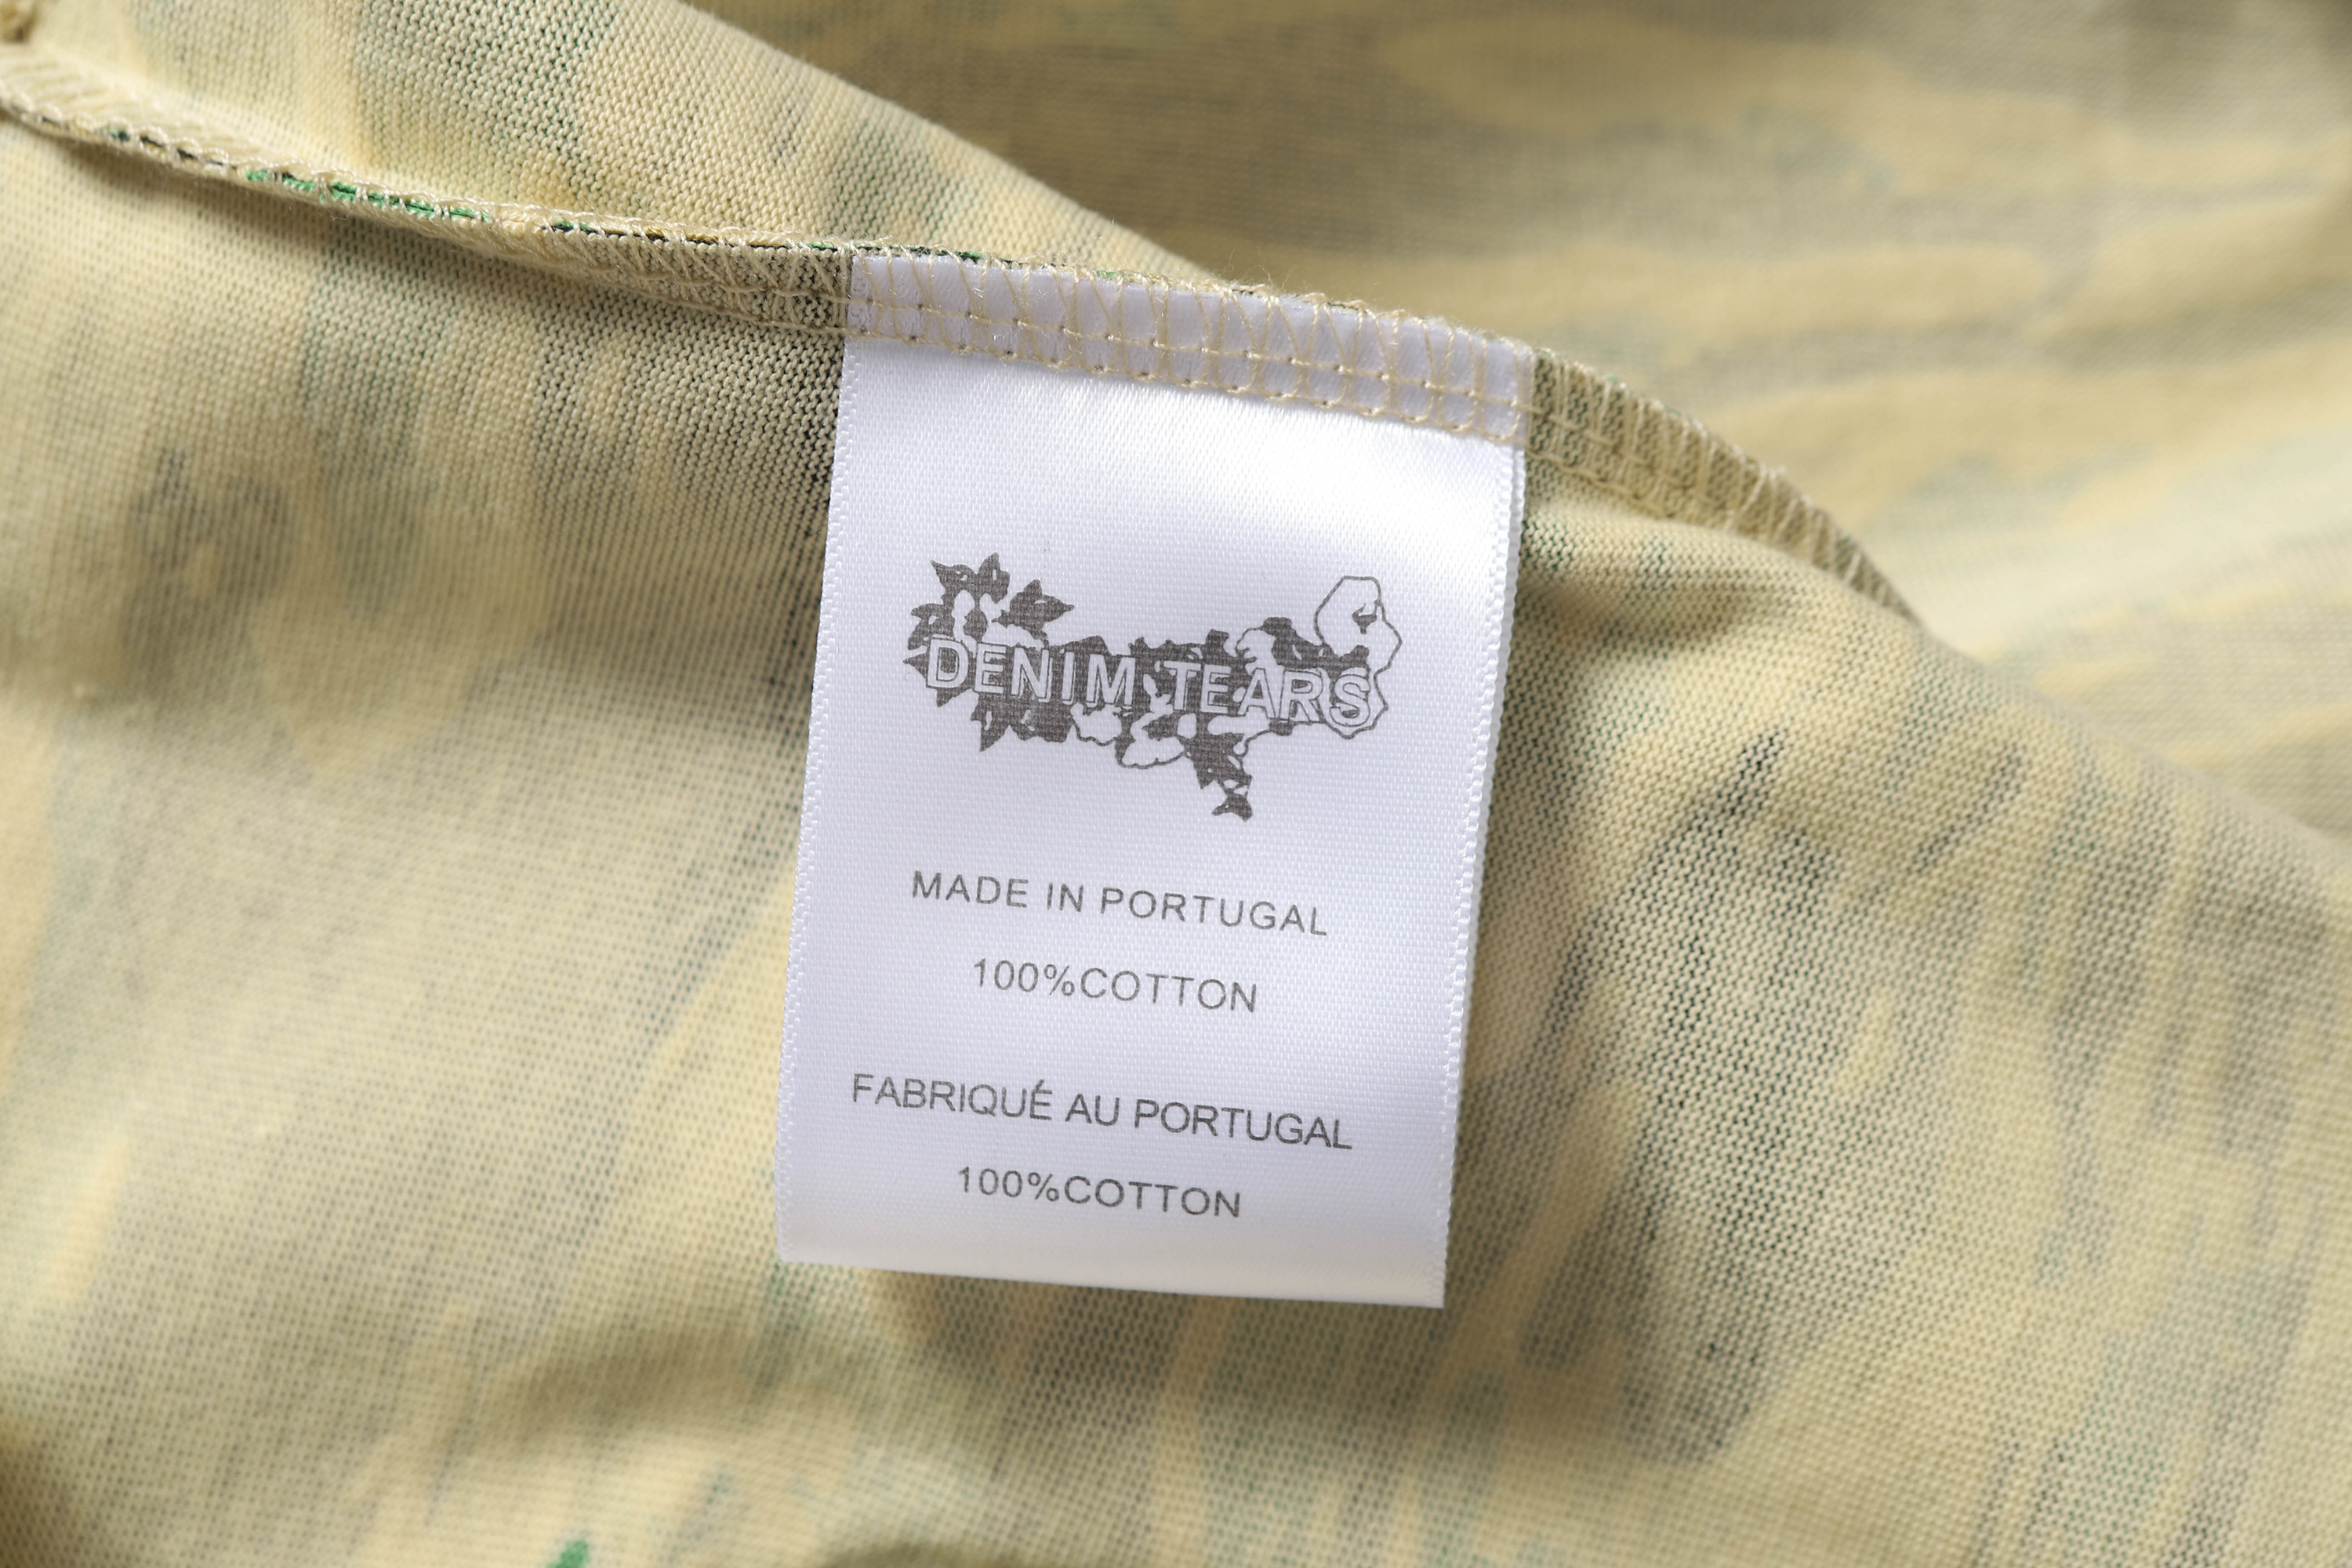 DENIM TEARS
MADE IN PORTUGAL
100%COTTON
FABRIQUÉ AU PORTUGAL
100%COTTON